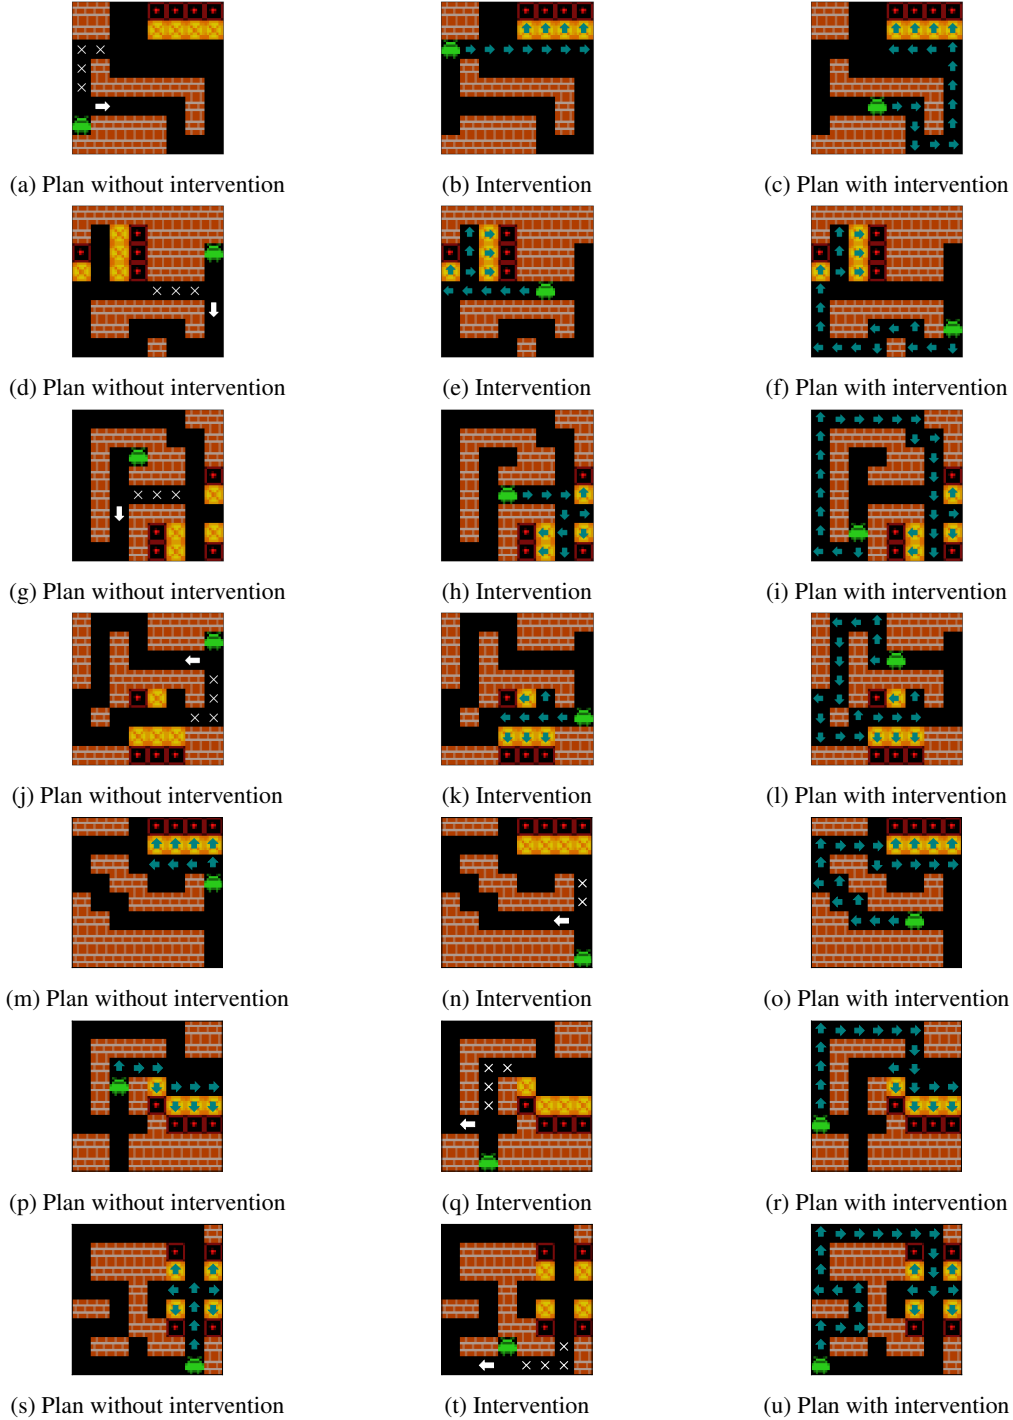 (a) Plan without intervention
(b) Intervention
(c) Plan with intervention
(d) Plan without intervention
(e) Intervention
(f) Plan with intervention
(g) Plan without intervention
(h) Intervention
(i) Plan with intervention
(j) Plan without intervention
(k) Intervention
(l) Plan with intervention
(m) Plan without intervention
(n) Intervention
(o) Plan with intervention
(p) Plan without intervention
(q) Intervention
(r) Plan with intervention
(s) Plan without intervention
(t) Intervention
(u) Plan with intervention